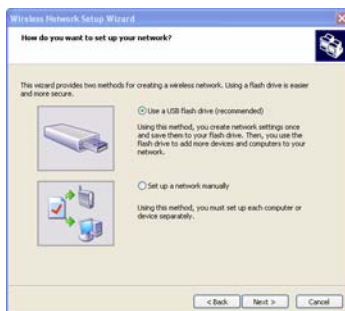 Wireless Network Setup Wizard
How do you want to set up your network?
This wizard provides two methods for creating a wireless network. Using a flash drive is easier
and more secure.
Use a USB flash drive (recommended)
Using this method, you create network settings once
and save them to your flash drive. Then, you use the
flash drive to add more devices and computers to your
network.
Set up a network manually
Using this method, you must set up each computer or
device separately.
< Back
Next >
Cancel